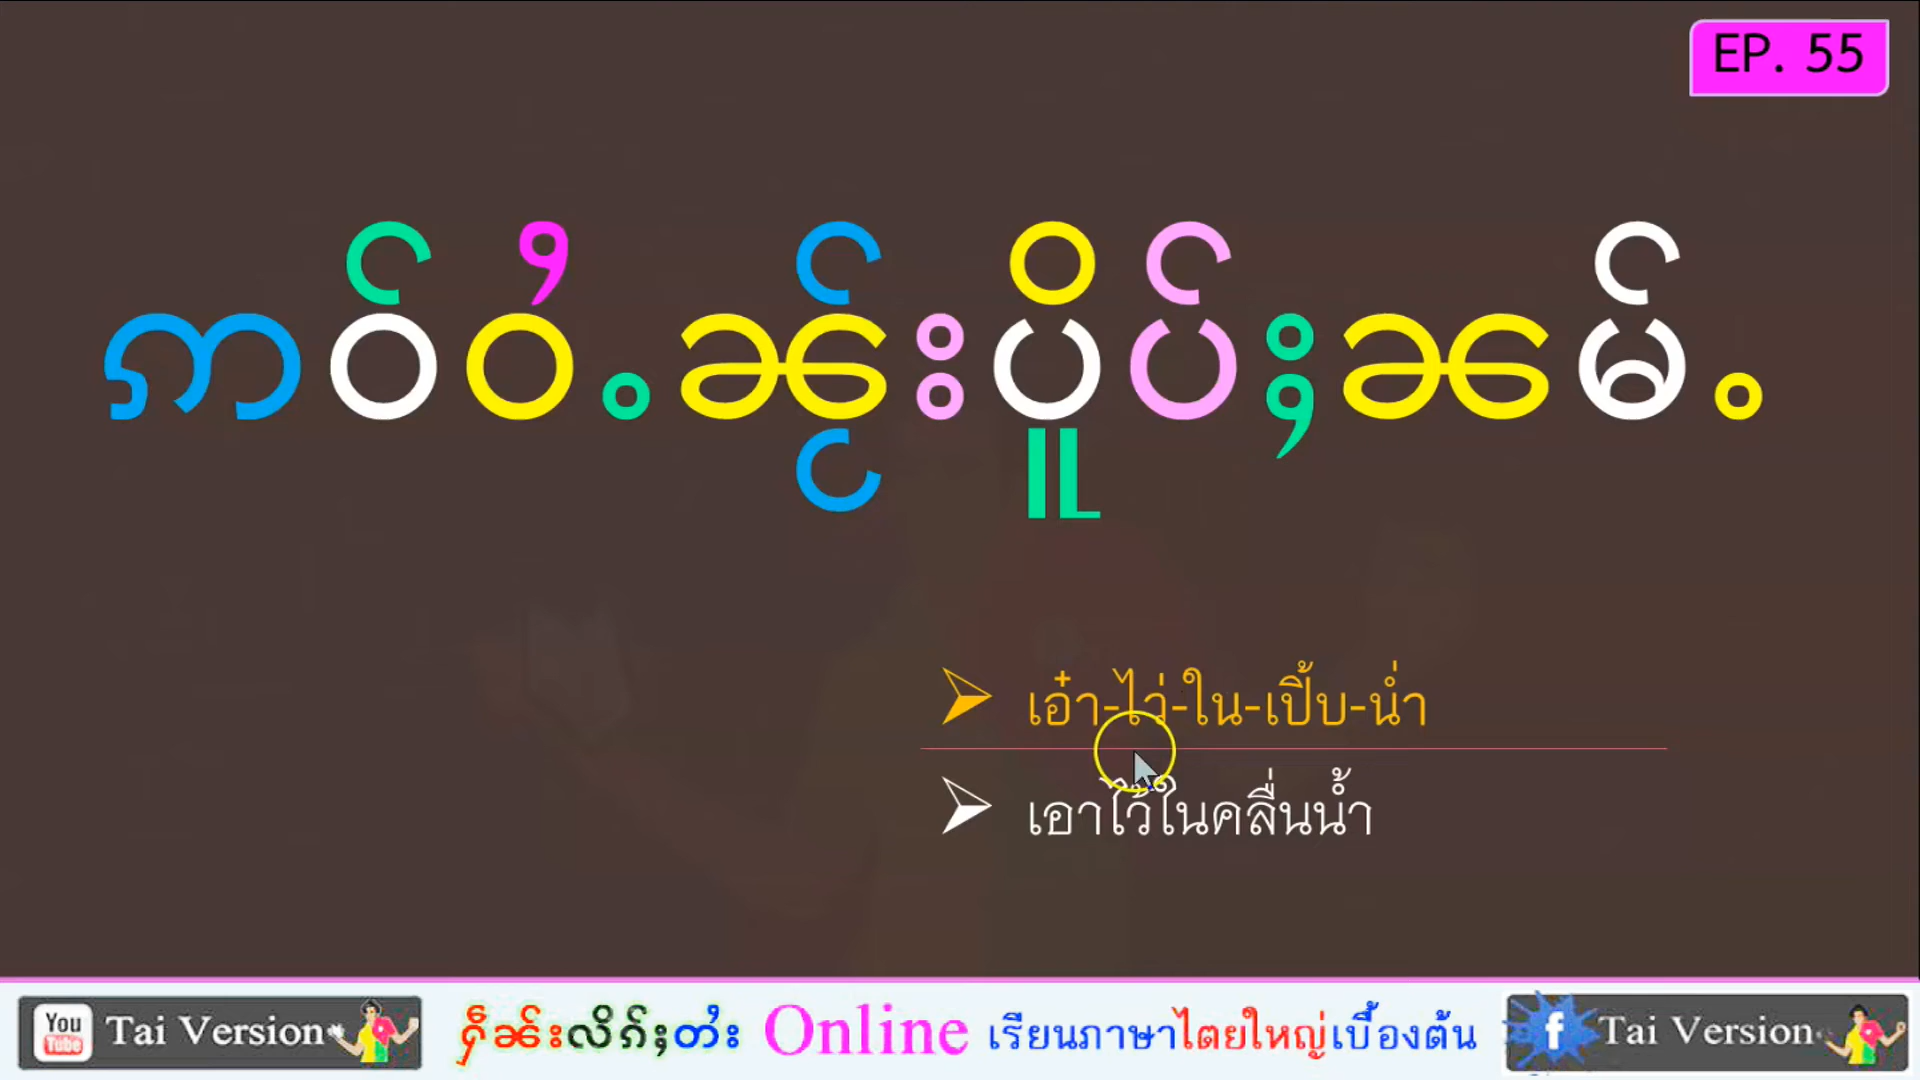 EP. 55
ဢဝ်ဝႆႉၼႂ်းပိူပ်ႈၼမ်ႉ
เอ๋า-ไว่-ใน-เปิ้บ-น่ำ
เอาไว้ในคลื่นน้ำ
You Tube Tai Version ႁဵၼ်းလိၵ်ႈတႆး Online เรียนภาษาไตยใหญ่เบื้องต้น f Tai Version